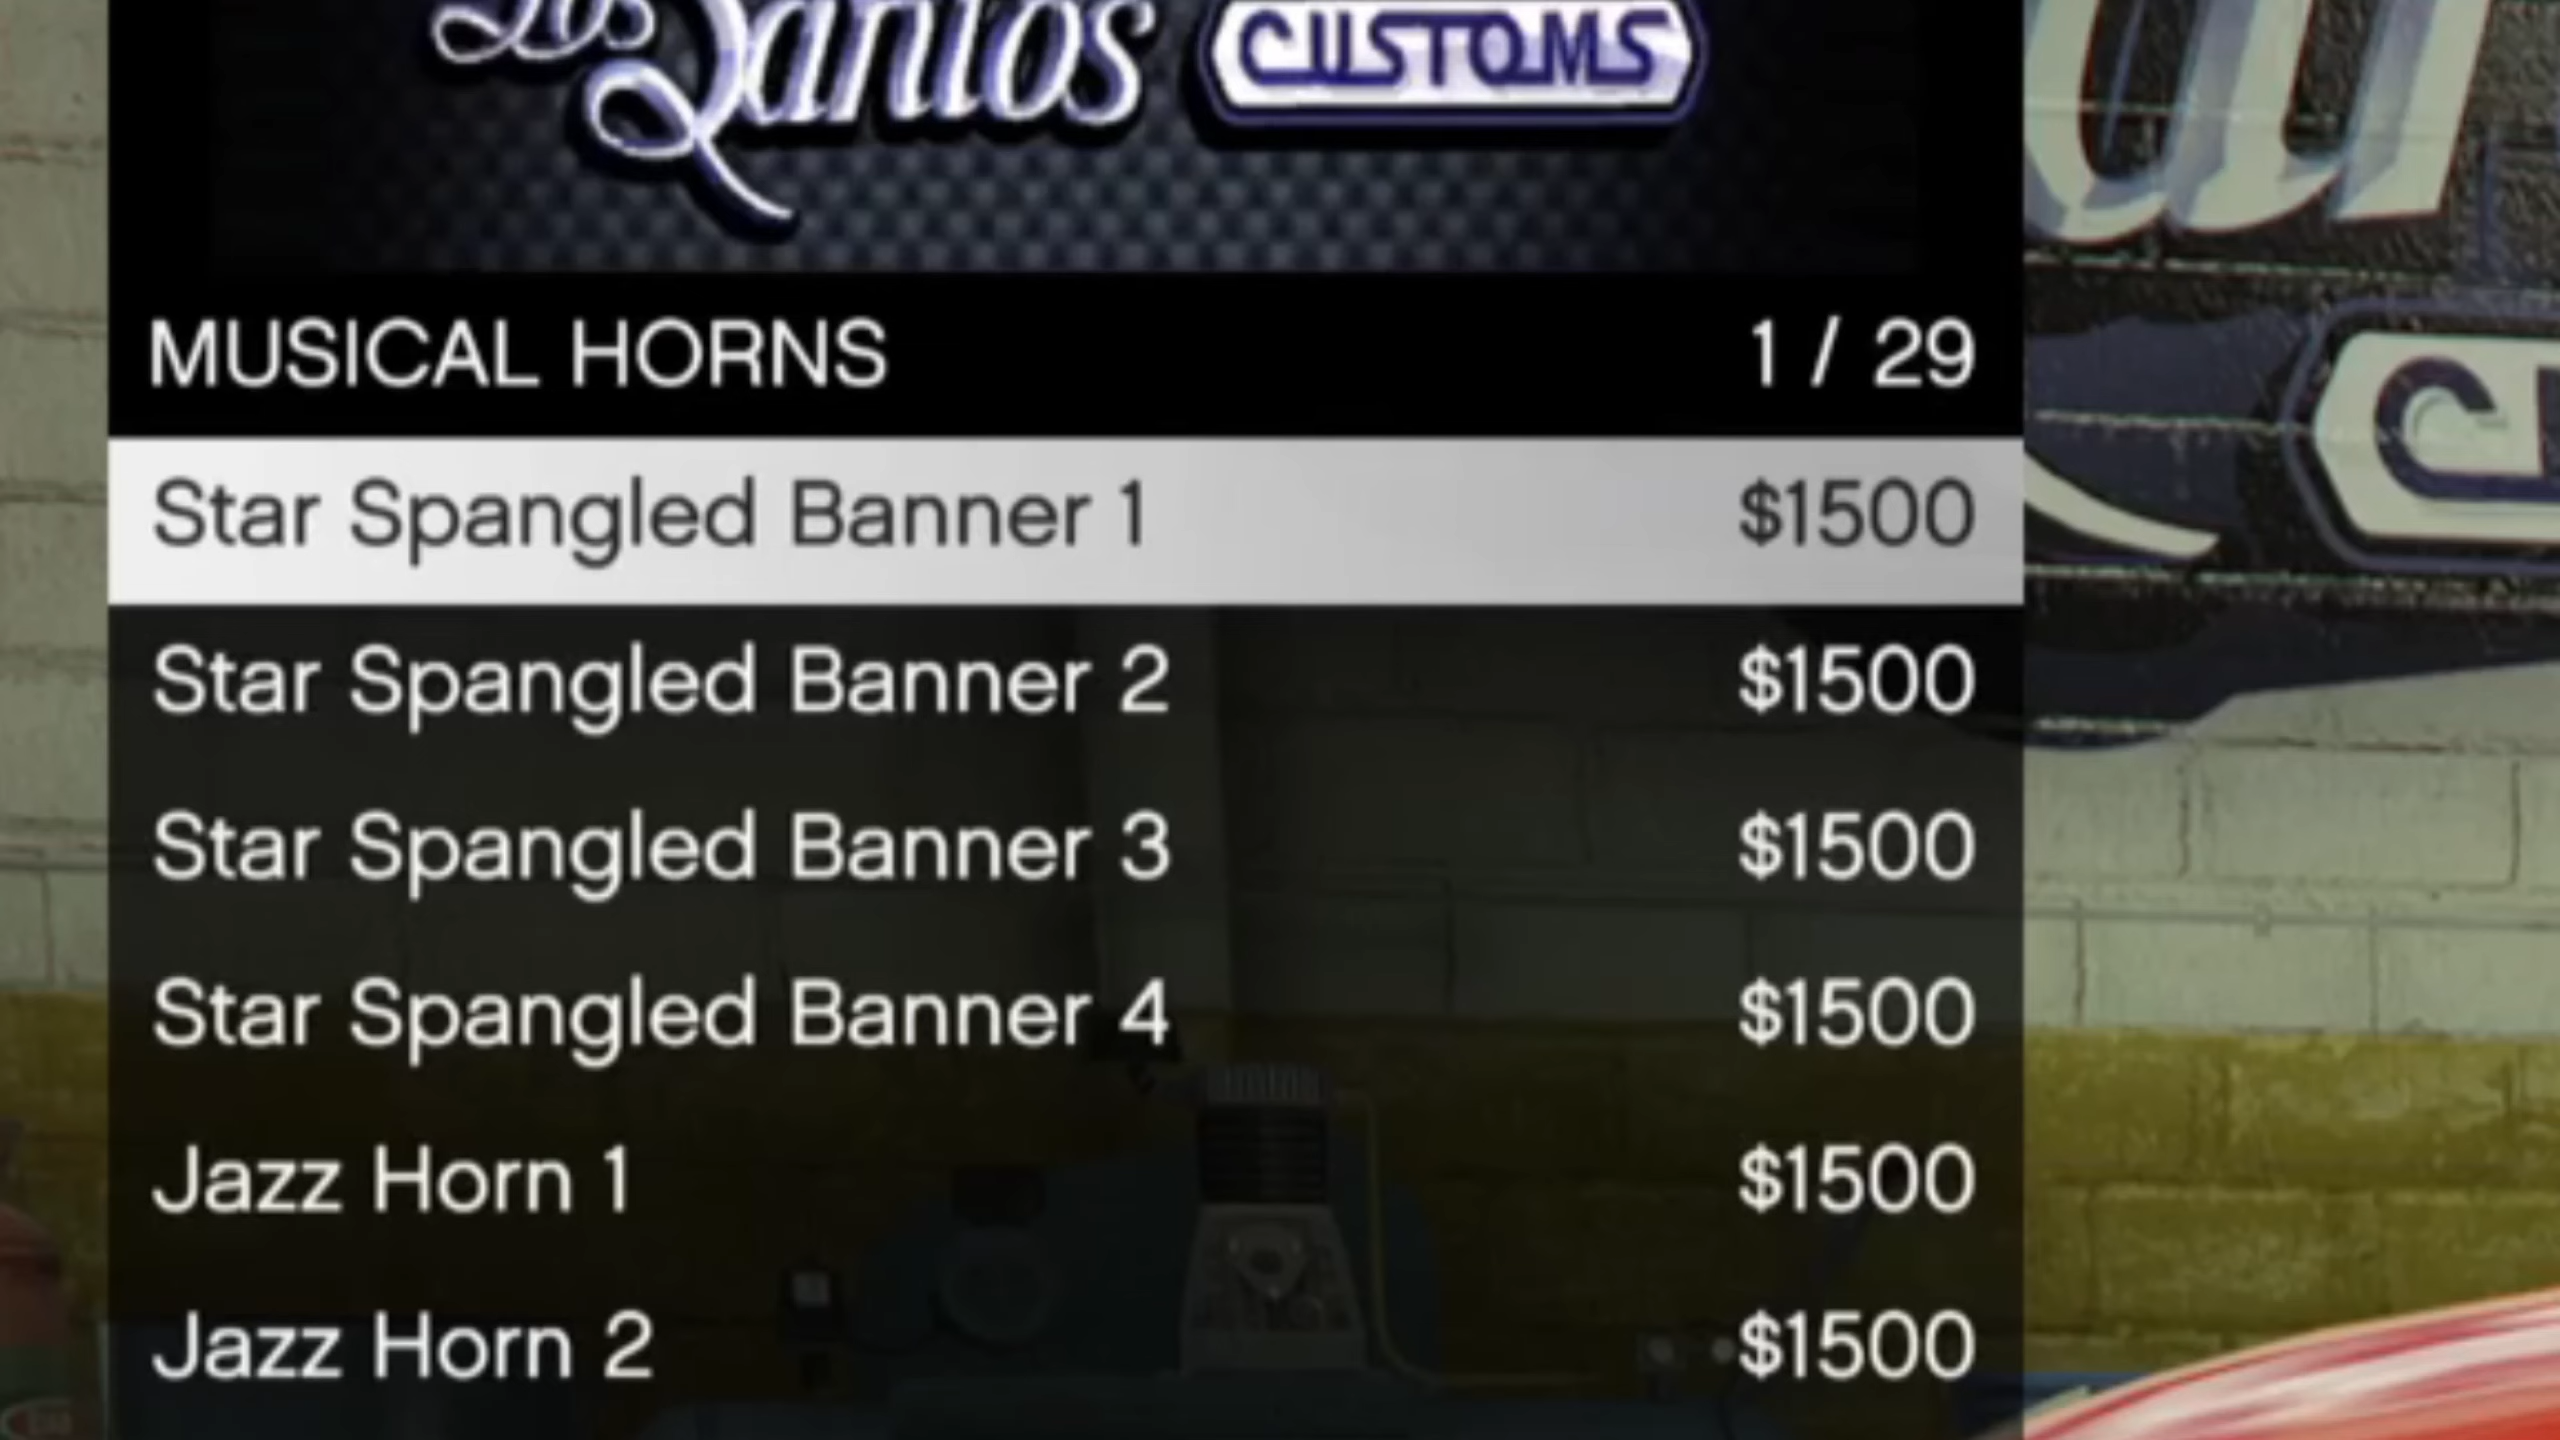 Los Santos CUSTOMS
MUSICAL HORNS 1 / 29
Star Spangled Banner 1 $1500
Star Spangled Banner 2 $1500
Star Spangled Banner 3 $1500
Star Spangled Banner 4 $1500
Jazz Horn 1 $1500
Jazz Horn 2 $1500